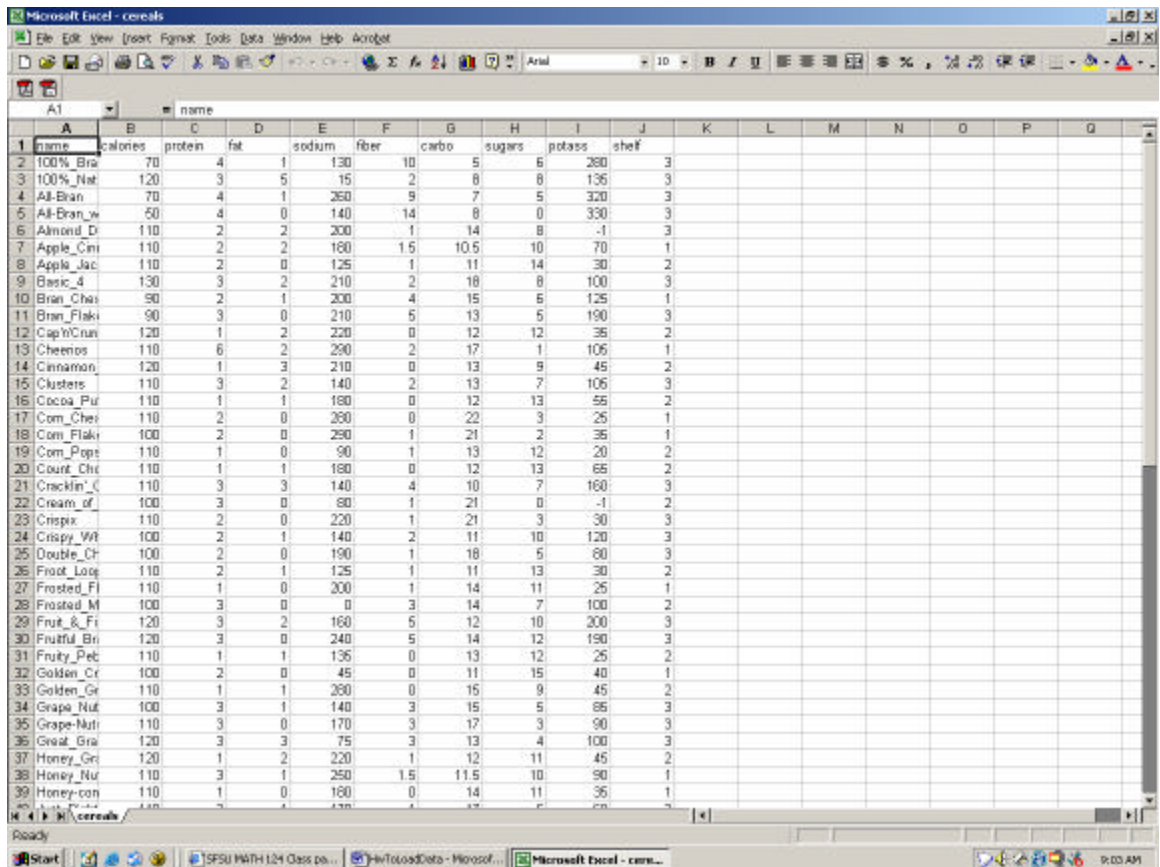 Microsoft Excel - cereals
File Edit View Insert Format Tools Data Window Help Acrobat
Arial 10 B I U $ % ,
A1 = name
A B C D E F G H I J K L M N O P Q
1 name calories protein fat sodium fiber carbo sugars potass shelf
2 100%_Bra 70 4 1 130 10 5 6 280 3
3 100%_Nat 120 3 5 15 2 8 8 135 3
4 All-Bran 70 4 1 260 9 7 5 320 3
5 All-Bran_w 50 4 0 140 14 8 0 330 3
6 Almond_D 110 2 2 200 1 14 8 -1 3
7 Apple_Cini 110 2 2 180 1.5 10.5 10 70 1
8 Apple_Jac 110 2 0 125 1 11 14 30 2
9 Basic_4 130 3 2 210 2 18 8 100 3
10 Bran_Chex 90 2 1 200 4 15 6 125 1
11 Bran_Flak 90 3 0 210 5 13 5 190 3
12 Cap'n'Crun 120 1 2 220 0 12 12 35 2
13 Cheerios 110 6 2 290 2 17 1 105 1
14 Cinnamon_ 120 1 3 210 0 13 9 45 2
15 Clusters 110 3 2 140 2 13 7 105 3
16 Cocoa_Pu 110 1 1 180 0 12 13 55 2
17 Corn_Chex 110 2 0 280 0 22 3 25 1
18 Corn_Flak 100 2 0 290 1 21 2 35 1
19 Corn_Pops 110 1 0 90 1 13 12 20 2
20 Count_Cho 110 1 1 180 0 12 13 65 2
21 Cracklin'_O 110 3 3 140 4 10 7 160 3
22 Cream_of_ 100 3 0 80 1 21 0 -1 2
23 Crispix 110 2 0 220 1 21 3 30 3
24 Crispy_Wh 100 2 1 140 2 11 10 120 3
25 Double_Ch 100 2 0 190 1 18 5 80 3
26 Froot_Loop 110 2 1 125 1 11 13 30 2
27 Frosted_Fl 110 1 0 200 1 14 11 25 1
28 Frosted_M 100 3 0 0 3 14 7 100 2
29 Fruit_&_Fi 120 3 2 160 5 12 10 200 3
30 Fruitful_Bra 120 3 0 240 5 14 12 190 3
31 Fruity_Peb 110 1 1 135 0 13 12 25 2
32 Golden_Cr 100 2 0 45 0 11 15 40 1
33 Golden_Gr 110 1 1 280 0 15 9 45 2
34 Grape_Nut 100 3 1 140 3 15 5 85 3
35 Grape-Nut 110 3 0 170 3 17 3 90 3
36 Great_Gra 120 3 3 75 3 13 4 100 3
37 Honey_Gra 120 1 2 220 1 12 11 45 2
38 Honey_Nu 110 3 1 250 1.5 11.5 10 90 1
39 Honey-com 110 1 0 180 0 14 11 35 1
cereals
Ready
Start SFSU MATH 124 Class pa... HwToLoadData - Microsof... Microsoft Excel - cere... 9:03 AM